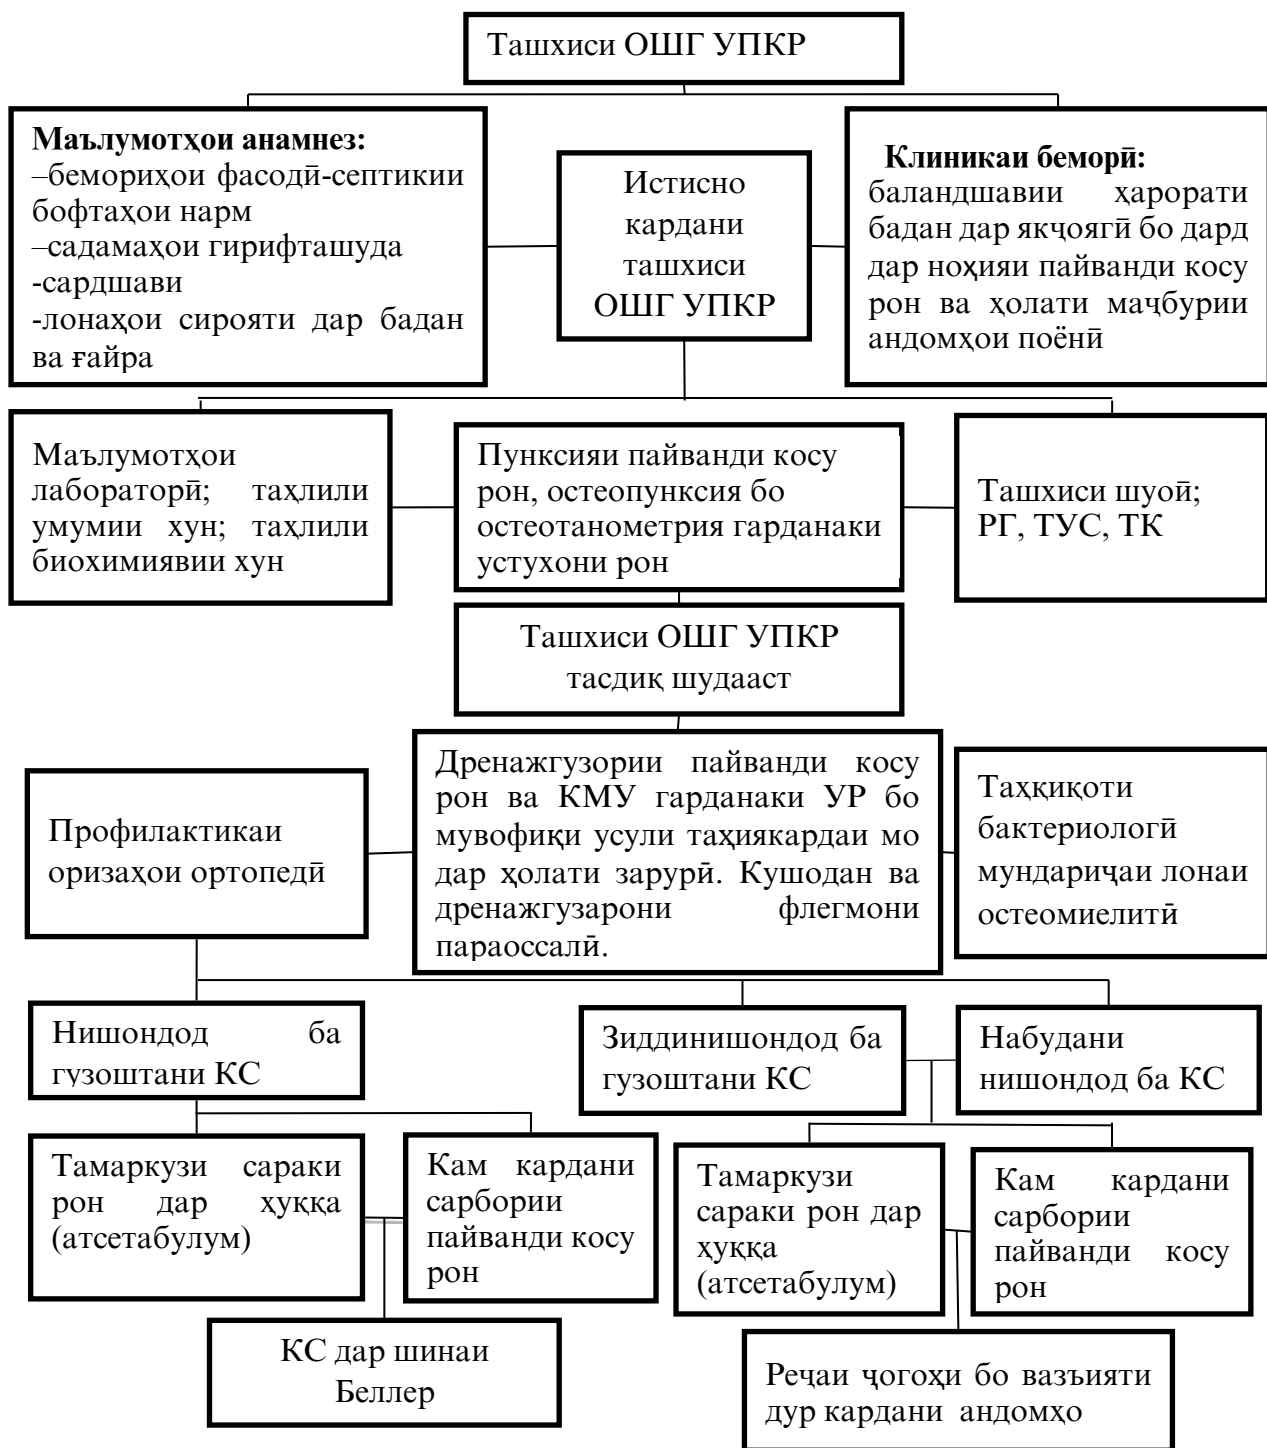 Ташхиси ОШГ УПКР
Маълумотҳои анамнез:
–бемориҳои фасодӣ-септикии
бофтаҳои нарм
–садамаҳои гирифташуда
-сардшави
-лонаҳои сирояти дар бадан
ва ғайра
Истисно
кардани
ташхиси
ОШГ УПКР
Клиникаи беморӣ:
баландшавии ҳарорати
бадан дар якҷоягӣ бо дард
дар ноҳияи пайванди косу
рон ва ҳолати маҷбурии
андомҳои поёнӣ
Маълумотҳои
лабораторӣ; таҳлили
умумии хун; таҳлили
биохимиявии хун
Пунксияи пайванди косу
рон, остеопунксия бо
остеотанометрия гарданаки
устухони рон
Ташхиси шуоӣ;
РГ, ТУС, ТК
Ташхиси ОШГ УПКР
тасдиқ шудааст
Профилактикаи
оризаҳои ортопедӣ
Дренажгузории пайванди косу
рон ва КМУ гарданаки УР бо
мувофиқи усули таҳиякардаи мо
дар ҳолати зарурӣ. Кушодан ва
дренажгузарони флегмони
параоссалӣ.
Таҳқиқоти
бактериологӣ
мундариҷаи лонаи
остеомиелитӣ
Нишондод ба
гузоштани КС
Зиддинишондод ба
гузоштани КС
Набудани
нишондод ба КС
Тамаркузи сараки
рон дар ҳуққа
(атсетабулум)
Кам кардани
сарбории
пайванди косу
рон
Тамаркузи
сараки рон дар
ҳуққа
(атсетабулум)
Кам кардани
сарбории
пайванди косу
рон
КС дар шинаи
Беллер
Реҷаи ҷогоҳи бо вазъияти
дур кардани андомҳо